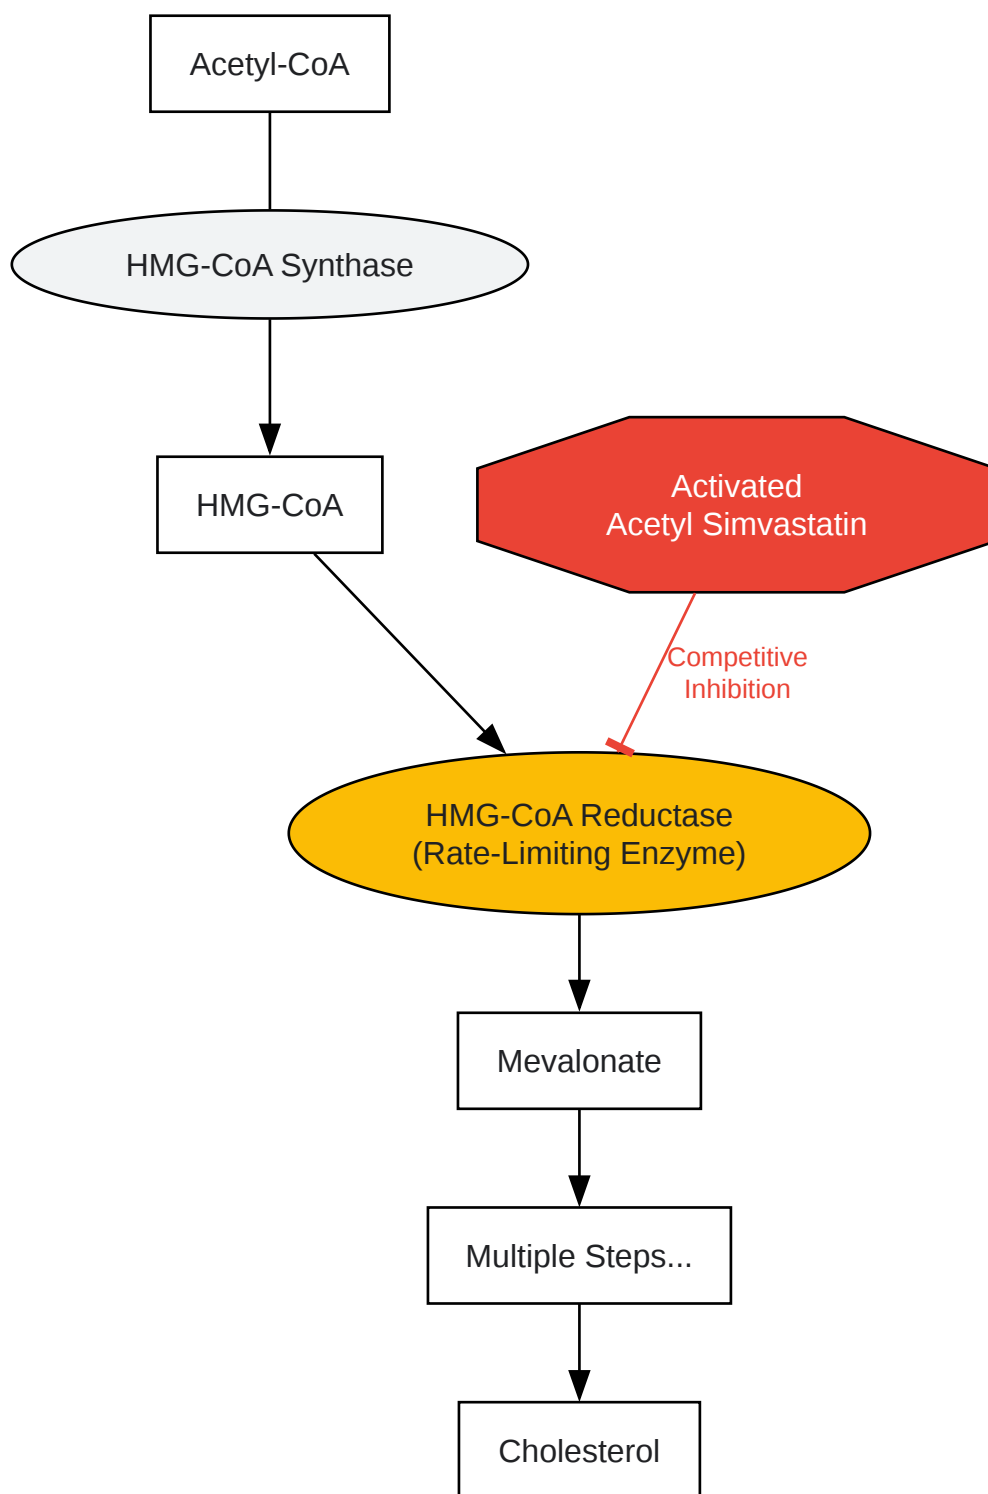 Acetyl-CoA
HMG-CoA Synthase
HMG-CoA
Activated
Acetyl Simvastatin
Competitive
Inhibition
HMG-CoA Reductase
(Rate-Limiting Enzyme)
Mevalonate
Multiple Steps...
Cholesterol